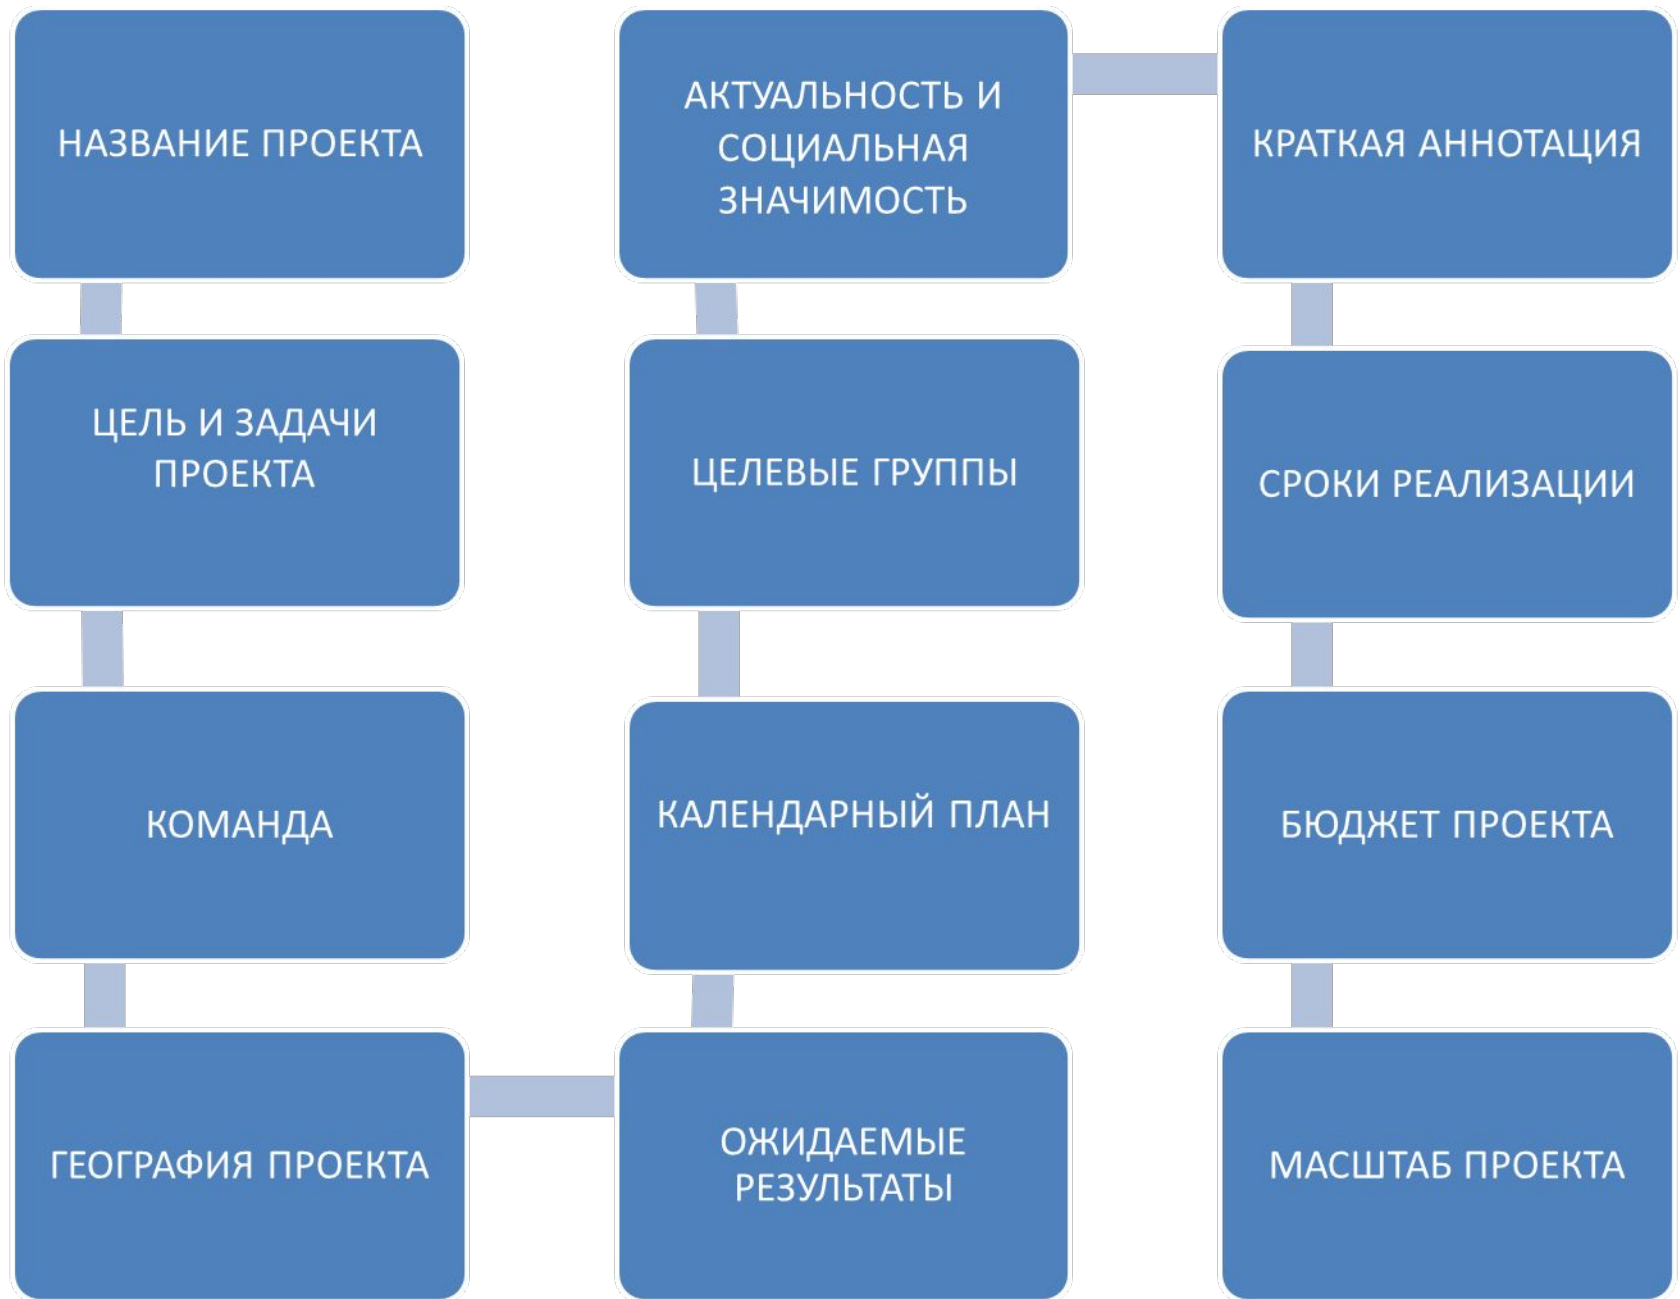 НАЗВАНИЕ ПРОЕКТА
ЦЕЛЬ И ЗАДАЧИ
ПРОЕКТА
КОМАНДА
ГЕОГРАФИЯ ПРОЕКТА
ОЖИДАЕМЫЕ
РЕЗУЛЬТАТЫ
КАЛЕНДАРНЫЙ ПЛАН
ЦЕЛЕВЫЕ ГРУППЫ
АКТУАЛЬНОСТЬ И
СОЦИАЛЬНАЯ
ЗНАЧИМОСТЬ
КРАТКАЯ АННОТАЦИЯ
СРОКИ РЕАЛИЗАЦИИ
БЮДЖЕТ ПРОЕКТА
МАСШТАБ ПРОЕКТА